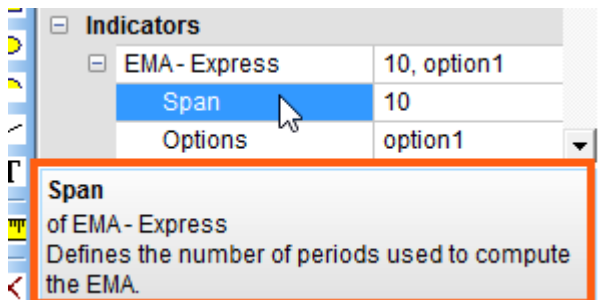 Indicators
EMA - Express 10, option1
Span 10
Options option1
T
Span
of EMA - Express
Defines the number of periods used to compute
the EMA.